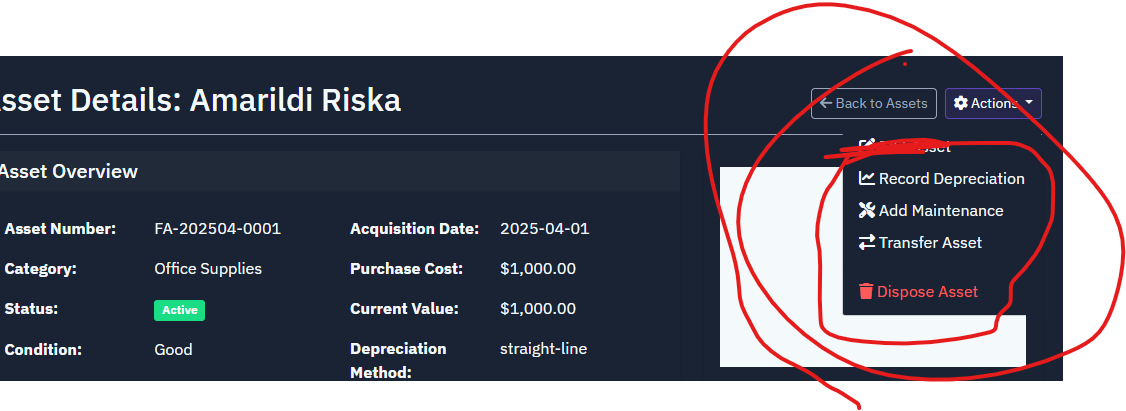 sset Details: Amarildi Riska
Back to Assets
Actions
Asset
Record Depreciation
Add Maintenance
Transfer Asset
Dispose Asset
Asset Overview
Asset Number: FA-202504-0001 Acquisition Date: 2025-04-01
Category: Office Supplies Purchase Cost: $1,000.00
Status: Active Current Value: $1,000.00
Condition: Good Depreciation Method: straight-line